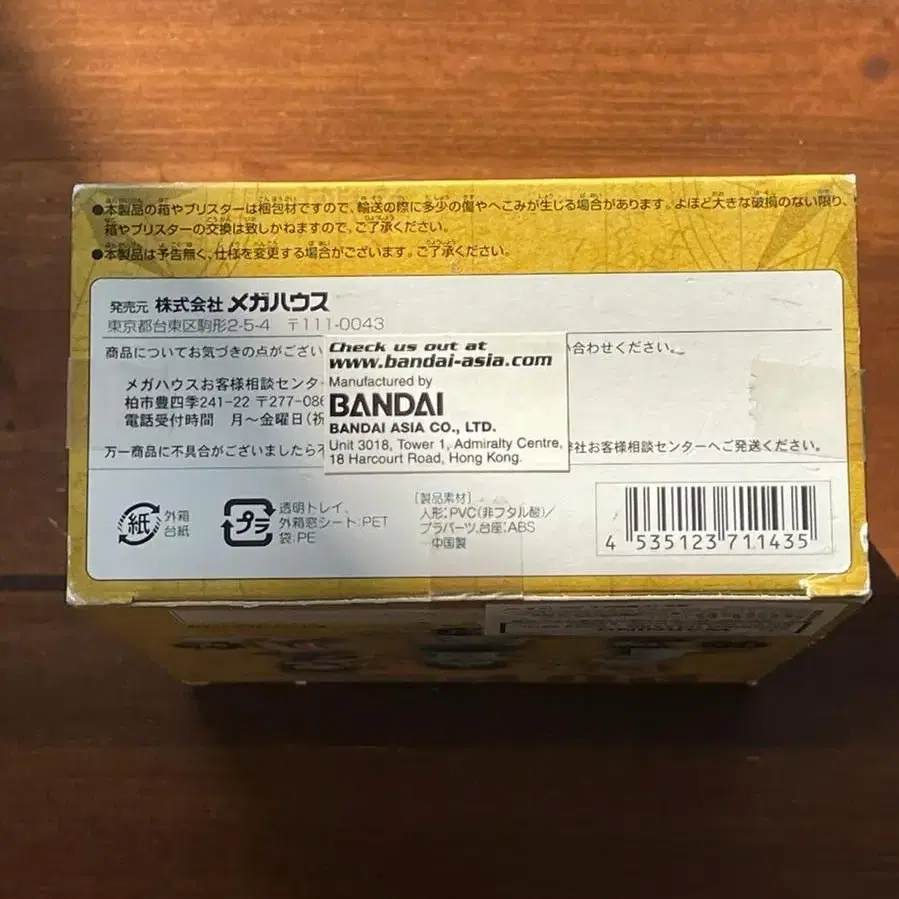 ●本製品の箱やブリスターは梱包材ですので、輸送の際に多少の傷やへこみが生じる場合があります。よほど大きな破損のない限り、
箱やブリスターの交換は致しかねますので、ご了承ください。
●本製品は予告無く、仕様を変更する場合がございます。ご了承ください。
発売元 株式会社 メガハウス
東京都台東区駒形2-5-4 〒111-0043
商品についてお気づきの点がござい
い合わせください。
メガハウスお客様相談センタ
柏市豊四季241-22 〒277-08
電話受付時間 月〜金曜日(祝
万一商品に不具合がございましたら
社お客様相談センターへご発送ください。
Check us out at
www.bandai-asia.com
Manufactured by
BANDAI
BANDAI ASIA CO., LTD.
Unit 3018, Tower 1, Admiralty Centre,
18 Harcourt Road, Hong Kong.
紙 外箱
台紙
プラ 透明トレイ、
外箱窓シート:PET
袋:PE
[製品素材]
人形:PVC(非フタル酸)/
プラパーツ,台座:ABS
中国製
4 535123 711435